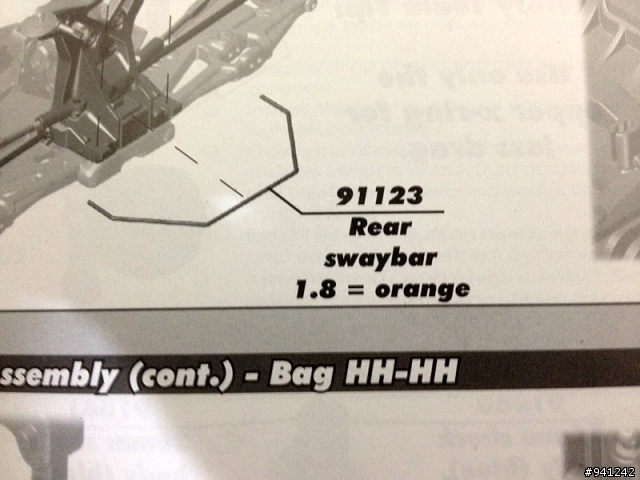 91123
Rear
swaybar
1.8 = orange
ssembly (cont.) - Bag HH-HH
#941242